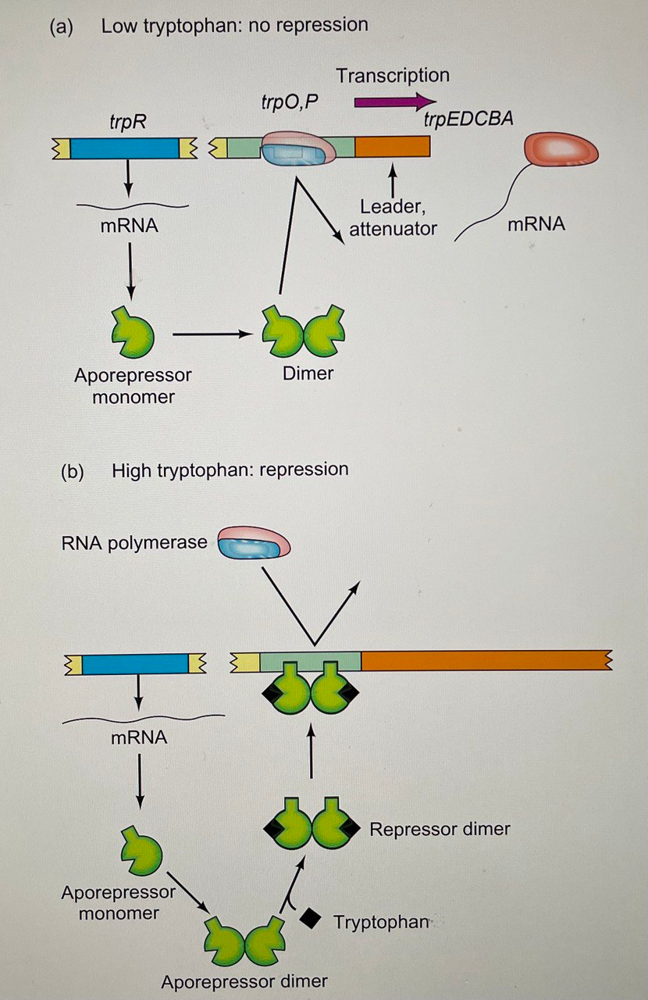 (a) Low tryptophan: no repression
Transcription
trpO,P
trpEDCBA
trpR
Leader,
attenuator
mRNA
mRNA
Aporepressor
monomer
Dimer
(b) High tryptophan: repression
RNA polymerase
mRNA
Repressor dimer
Aporepressor
monomer
Tryptophan
Aporepressor dimer